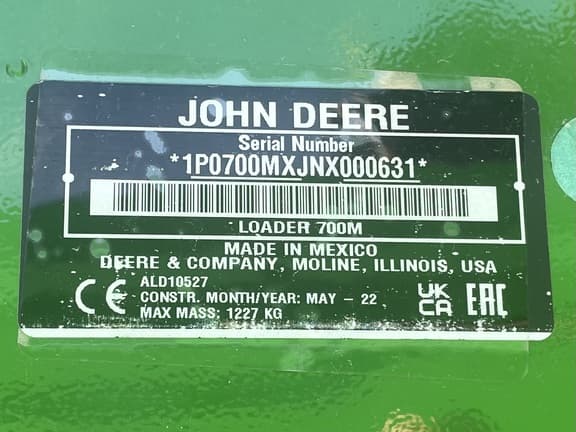 JOHN DEERE
Serial Number
*1P0700MXJNX000631*
LOADER 700M
MADE IN MEXICO
DEERE & COMPANY, MOLINE, ILLINOIS, USA
ALD10527
CE CONSTR. MONTH/YEAR: MAY - 22 UK CA EAC
MAX MASS: 1227 KG